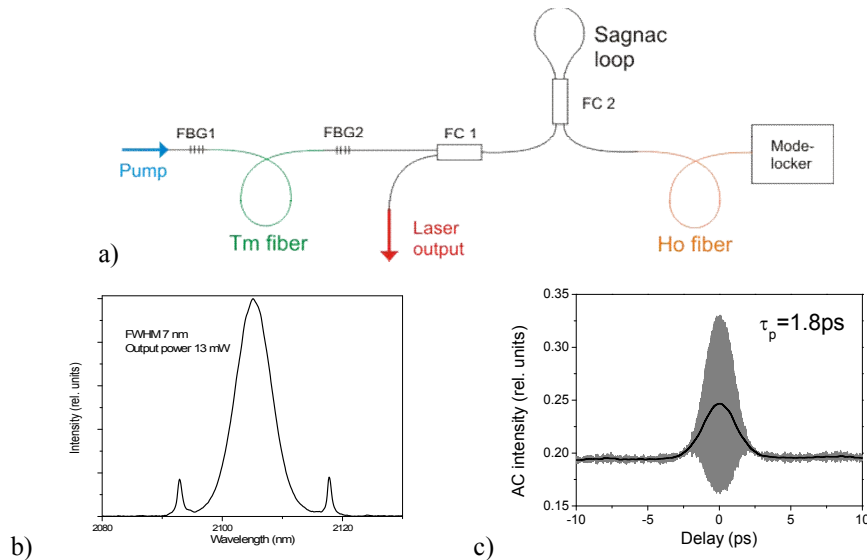 Sagnac
loop
FC 2
FBG1
FBG2
FC 1
Mode-
locker
Pump
Tm fiber
Laser
output
Ho fiber
a)
FWHM 7 nm
Output power 13 mW
Intensity (rel. units)
2080
2100
2120
Wavelength (nm)
b)
τp=1.8ps
AC intensity (rel. units)
0.35
0.30
0.25
0.20
0.15
-10
-5
0
5
10
Delay (ps)
c)